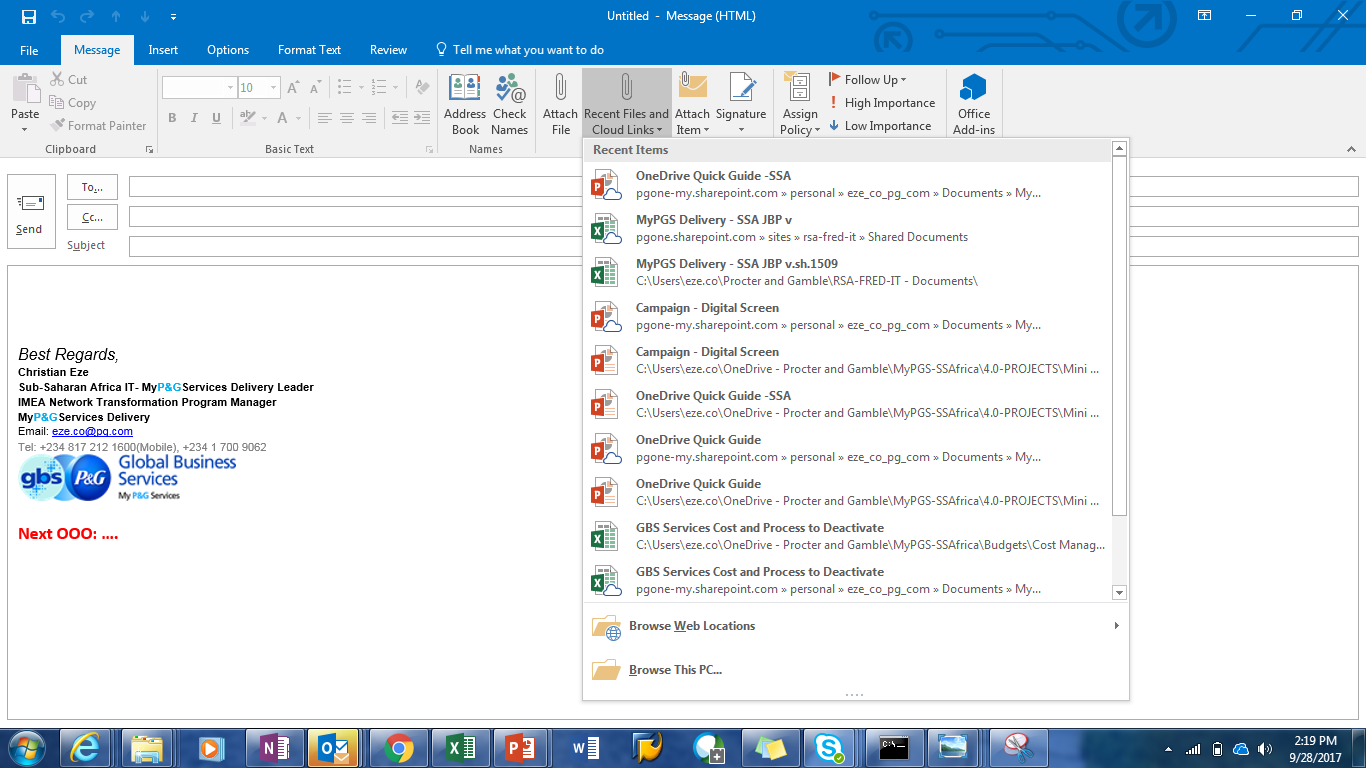 Untitled - Message (HTML)
File Message Insert Options Format Text Review Tell me what you want to do
Paste
Cut
Copy
Format Painter
Clipboard
10
B I U ab A
Basic Text
Address Book
Check Names
Names
Attach File
Recent Files and Cloud Links
Attach Item
Signature
Assign Policy
Follow Up
High Importance
Low Importance
Office Add-ins
Recent Items
OneDrive Quick Guide -SSA
pgone-my.sharepoint.com » personal » eze_co_pg_com » Documents » My...
MyPGS Delivery - SSA JBP v
pgone.sharepoint.com » sites » rsa-fred-it » Shared Documents
MyPGS Delivery - SSA JBP v.sh.1509
C:\Users\eze.co\Procter and Gamble\RSA-FRED-IT - Documents\
Campaign - Digital Screen
pgone-my.sharepoint.com » personal » eze_co_pg_com » Documents » My...
Campaign - Digital Screen
C:\Users\eze.co\OneDrive - Procter and Gamble\MyPGS-SSAfrica\4.0-PROJECTS\Mini ...
OneDrive Quick Guide -SSA
C:\Users\eze.co\OneDrive - Procter and Gamble\MyPGS-SSAfrica\4.0-PROJECTS\Mini ...
OneDrive Quick Guide
pgone-my.sharepoint.com » personal » eze_co_pg_com » Documents » My...
OneDrive Quick Guide
C:\Users\eze.co\OneDrive - Procter and Gamble\MyPGS-SSAfrica\4.0-PROJECTS\Mini ...
GBS Services Cost and Process to Deactivate
C:\Users\eze.co\OneDrive - Procter and Gamble\MyPGS-SSAfrica\Budgets\Cost Manag...
GBS Services Cost and Process to Deactivate
pgone-my.sharepoint.com » personal » eze_co_pg_com » Documents » My...
Browse Web Locations
Browse This PC...
Send
To...
Cc...
Subject
Best Regards,
Christian Eze
Sub-Saharan Africa IT- MyP&GServices Delivery Leader
IMEA Network Transformation Program Manager
MyP&GServices Delivery
Email: eze.co@pg.com
Tel: +234 817 212 1600(Mobile), +234 1 700 9062
gbs P&G Global Business
Services
My P&G Services
Next OOO: ....
2:19 PM
9/28/2017